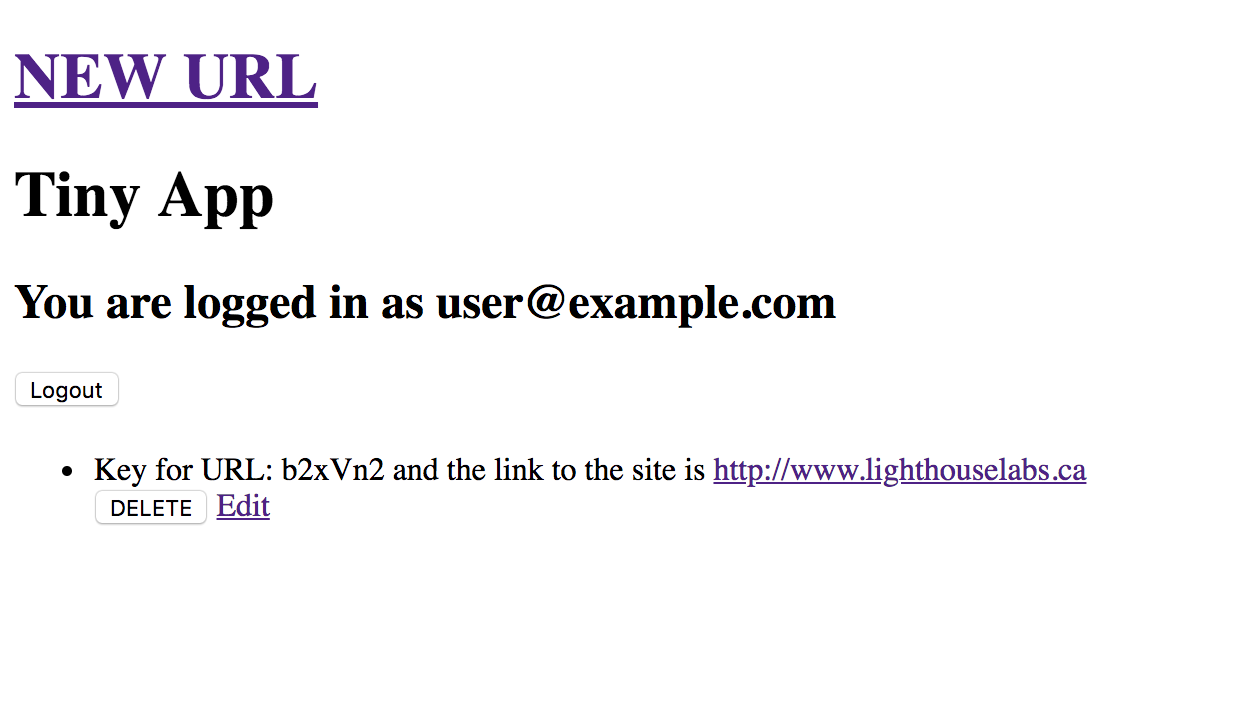 NEW URL
Tiny App
You are logged in as user@example.com
Logout
Key for URL: b2xVn2 and the link to the site is http://www.lighthouselabs.ca
DELETE Edit